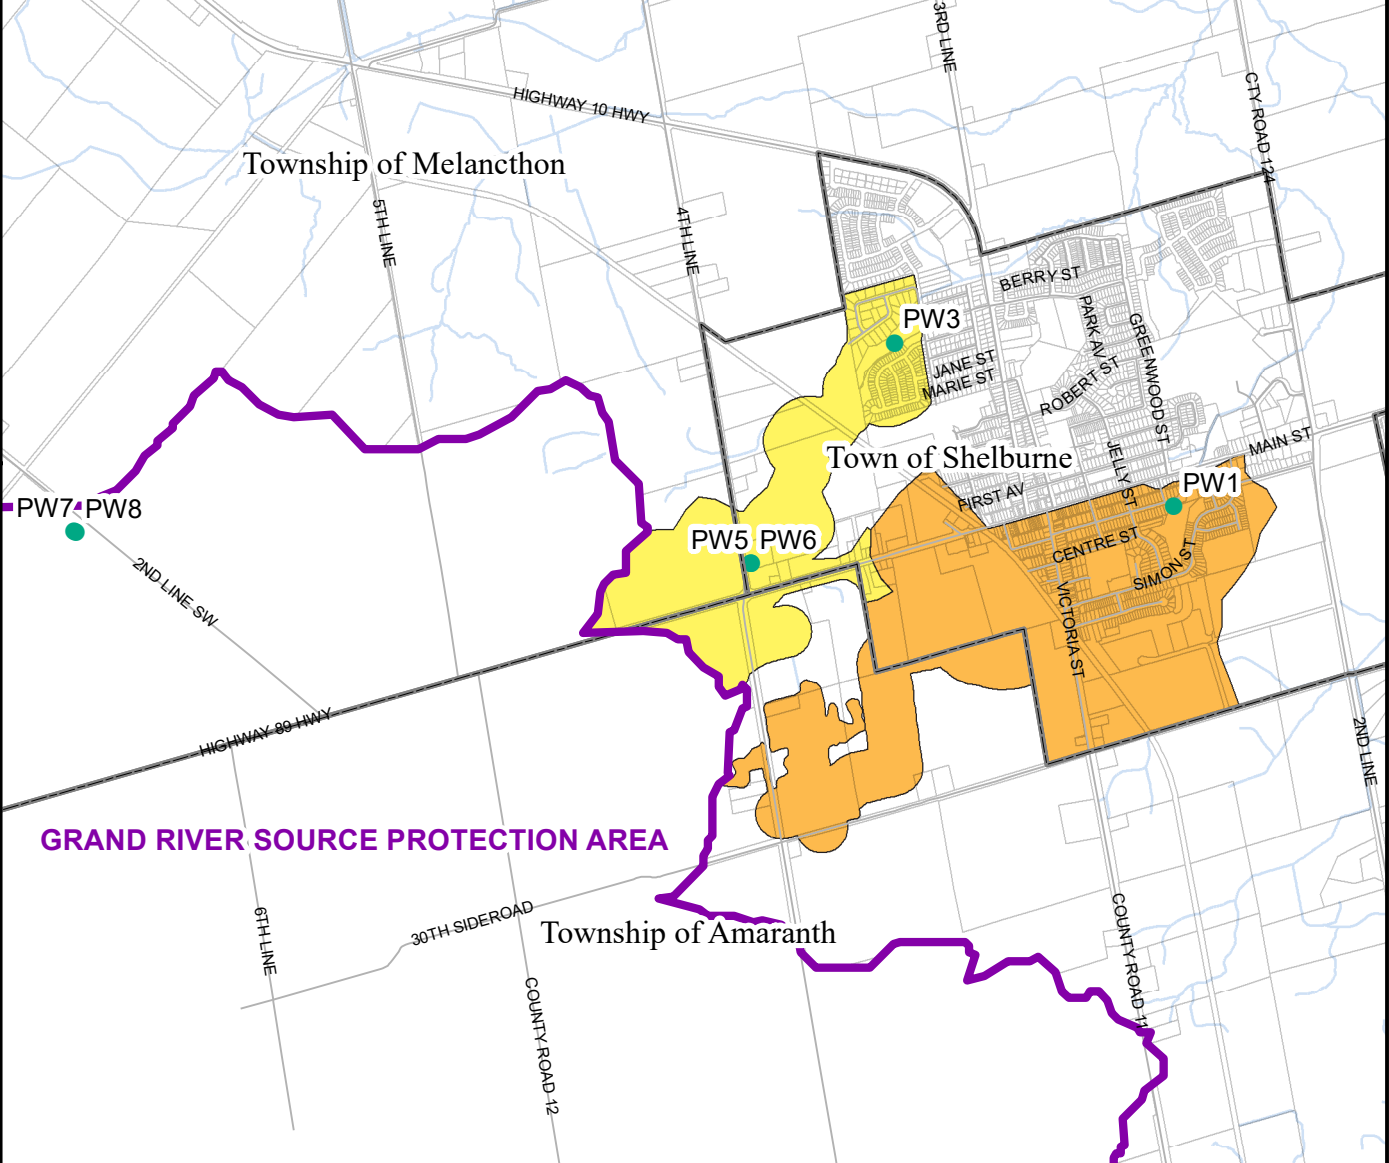 3RD LINE
HIGHWAY 10 HWY
CTY ROAD 124
Township of Melancthon
5TH LINE
4TH LINE
BERRY ST
PW3
PARK AV
GREENWOOD ST
JANE ST
MARIE ST
ROBERT ST
Town of Shelburne
MAIN ST
JELLY ST
FIRST AV
PW1
PW7 PW8
PW5 PW6
CENTRE ST
SIMON ST
2ND LINE SW
VICTORIA ST
HIGHWAY 89 HWY
2ND LINE
GRAND RIVER SOURCE PROTECTION AREA
6TH LINE
30TH SIDEROAD
Township of Amaranth
COUNTY ROAD 11
COUNTY ROAD 12